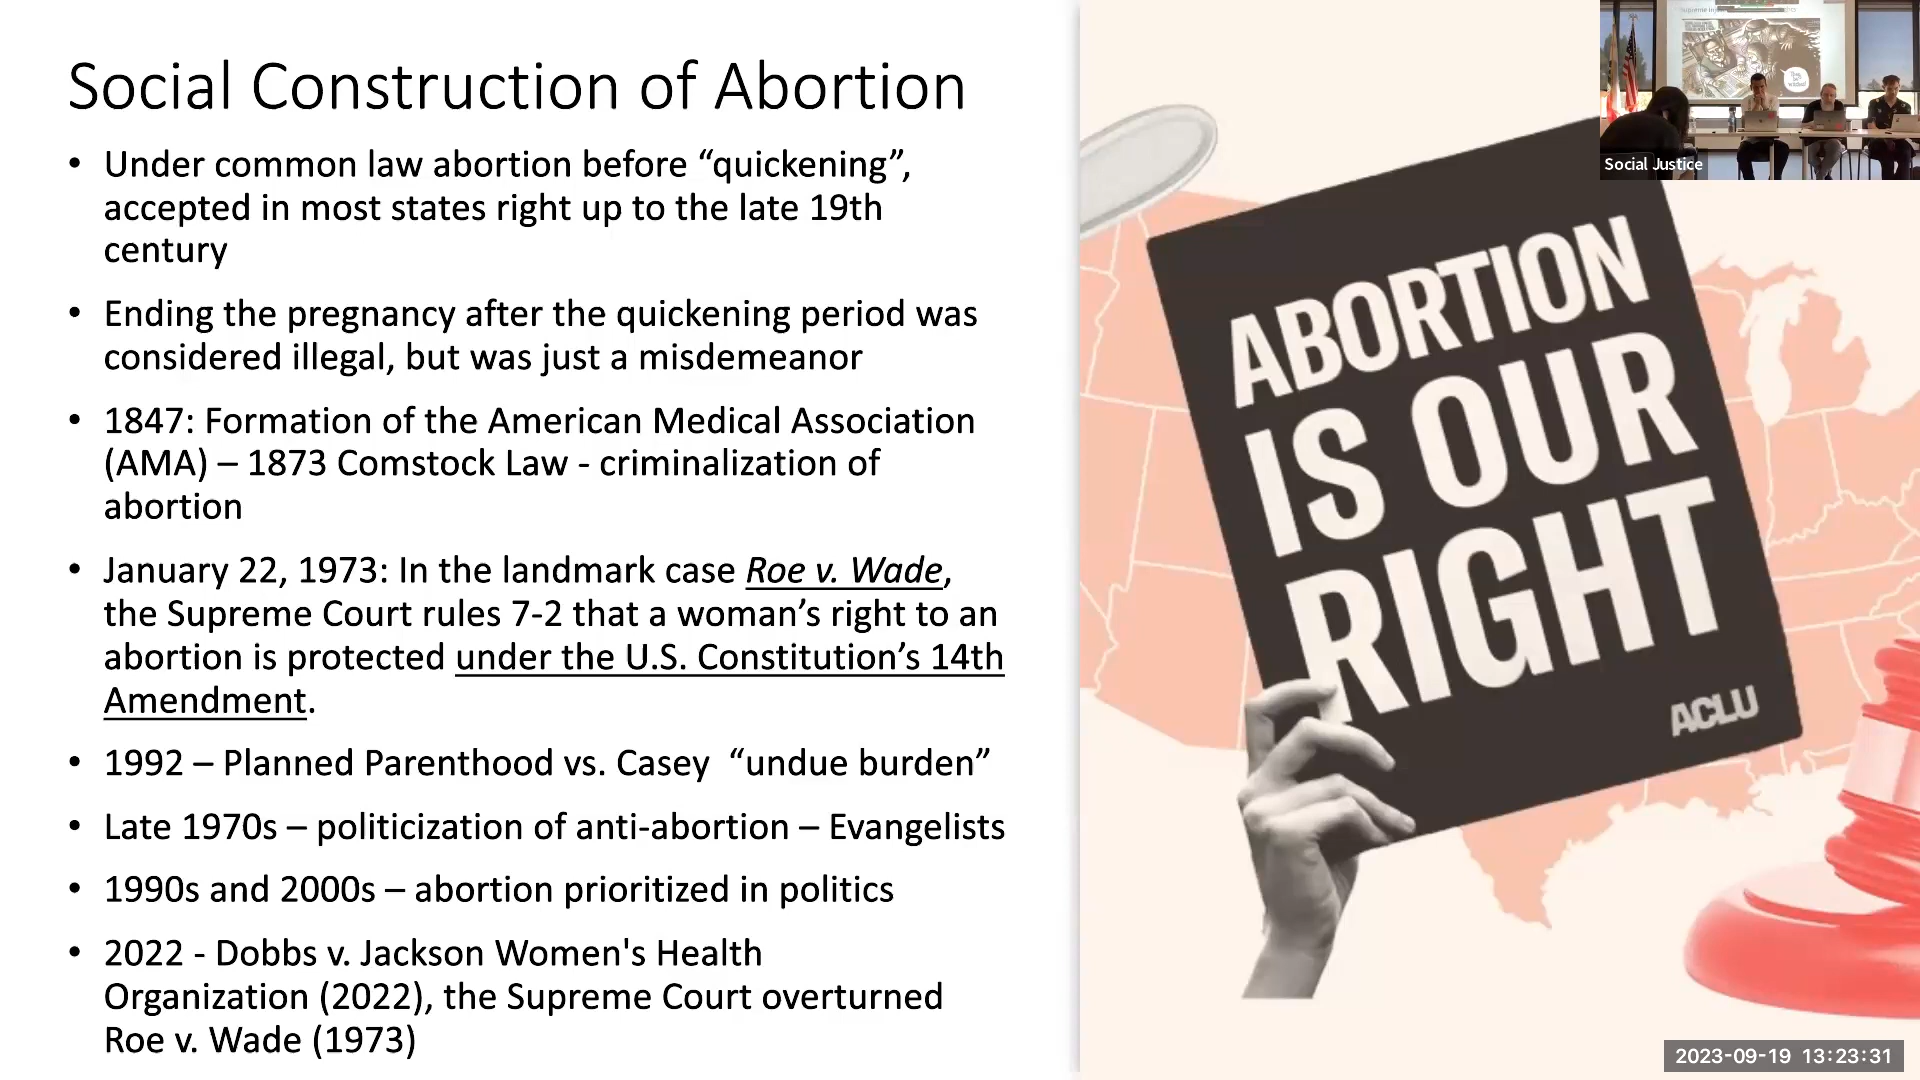 Social Construction of Abortion
• Under common law abortion before “quickening”,
accepted in most states right up to the late 19th
century
• Ending the pregnancy after the quickening period was
considered illegal, but was just a misdemeanor
• 1847: Formation of the American Medical Association
(AMA) – 1873 Comstock Law - criminalization of
abortion
• January 22, 1973: In the landmark case Roe v. Wade,
the Supreme Court rules 7-2 that a woman’s right to an
abortion is protected under the U.S. Constitution’s 14th
Amendment.
• 1992 – Planned Parenthood vs. Casey “undue burden”
• Late 1970s – politicization of anti-abortion – Evangelists
• 1990s and 2000s – abortion prioritized in politics
• 2022 - Dobbs v. Jackson Women's Health
Organization (2022), the Supreme Court overturned
Roe v. Wade (1973)
ABORTION
IS OUR
RIGHT
ACLU
Social Justice
2023-09-19 13:23:31